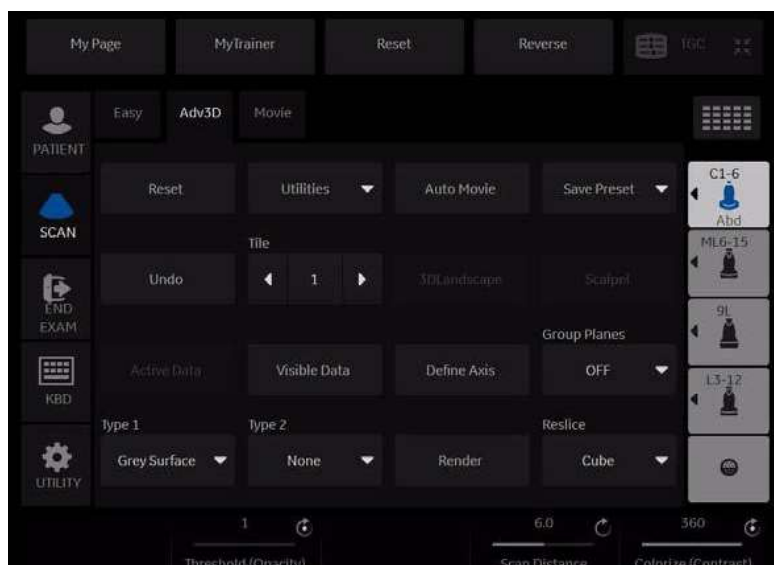 My Page MyTrainer Reset Reverse TGC
Easy Adv3D Movie
PATIENT
Reset Utilities Auto Movie Save Preset C1-6
Abd
SCAN
Tile ML6-15
Undo 1 3DLandscape Scalpel
END
EXAM
Group Planes 9L
Active Data Visible Data Define Axis OFF
KBD
L3-12
Type 1 Type 2 Reslice
Grey Surface None Render Cube
UTILITY
1 6.0 360
Threshold (Opacity) Scan Distance Colorize (Contrast)